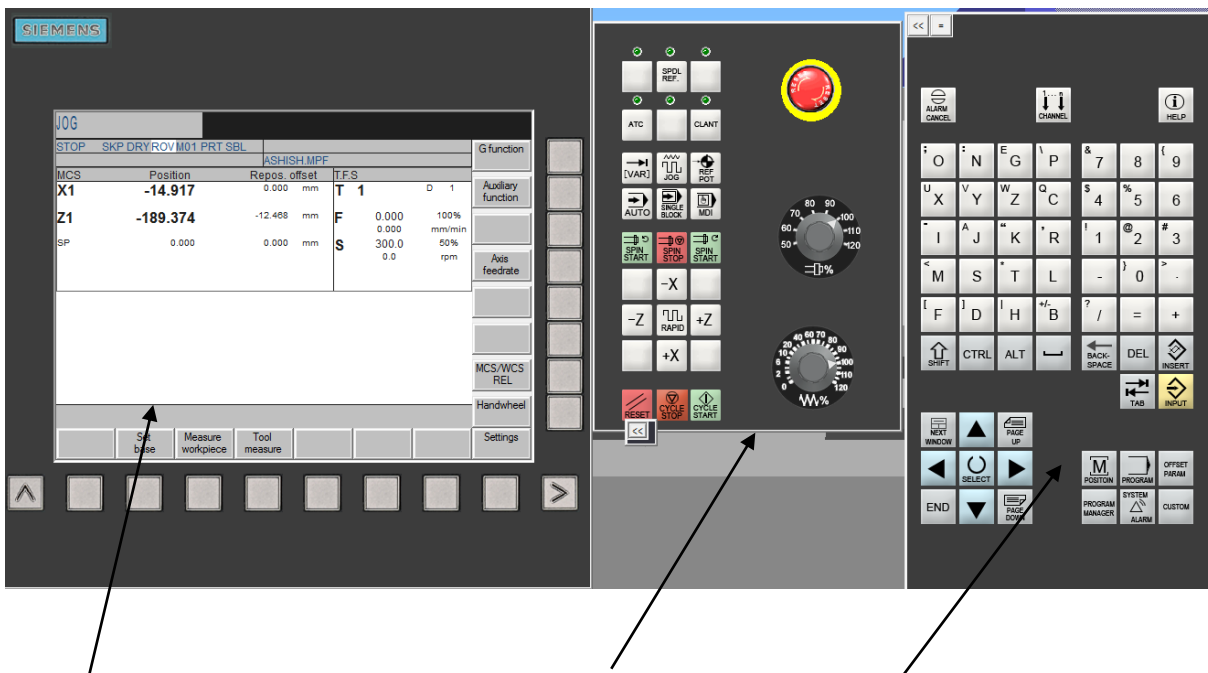 SIEMENS
JOG
STOP SKP DRY ROV M01 PRT SBL
ASHISH.MPF
MCS Position Repos. offset T.F.S
X1 -14.917 0.000 mm T 1 D 1
Z1 -189.374 -12.468 mm F 0.000 100%
0.000 mm/min
SP 0.000 0.000 mm S 300.0 50%
0.0 rpm
G function
Auxiliary
function
Axis
feedrate
MCS/WCS
REL
Handwheel
Set
base
Measure
workpiece
Tool
measure
Settings
SPDL
REF.
ATC
CLANT
[VAR]
JOG
REF
POT
AUTO
SINGLE
BLOCK
MDI
SPIN
START
SPIN
STOP
SPIN
START
-X
-Z
RAPID
+Z
+X
RESET
CYCLE
STOP
CYCLE
START
<<
50 60 70 80 90 100 110 120
%
0 2 6 10 20 40 60 70 80 90 100 110 120
%
<< =
ALARM
CANCEL
1... n
CHANNEL
HELP
; O : N E G \ P & 7 8 { 9
U X V Y W Z Q C $ 4 % 5 6
~ I A J “ K ' R ! 1 @ 2 # 3
< M S * T L - } 0 > .
[ F ] D | H +/- B ? / = +
SHIFT
CTRL
ALT
BACK-
SPACE
DEL
INSERT
TAB
INPUT
NEXT
WINDOW
PAGE
UP
SELECT
END
PAGE
DOWN
M
POSITOIN
PROGRAM
OFFSET
PARAM
PROGRAM
MANAGER
SYSTEM
ALARM
CUSTOM